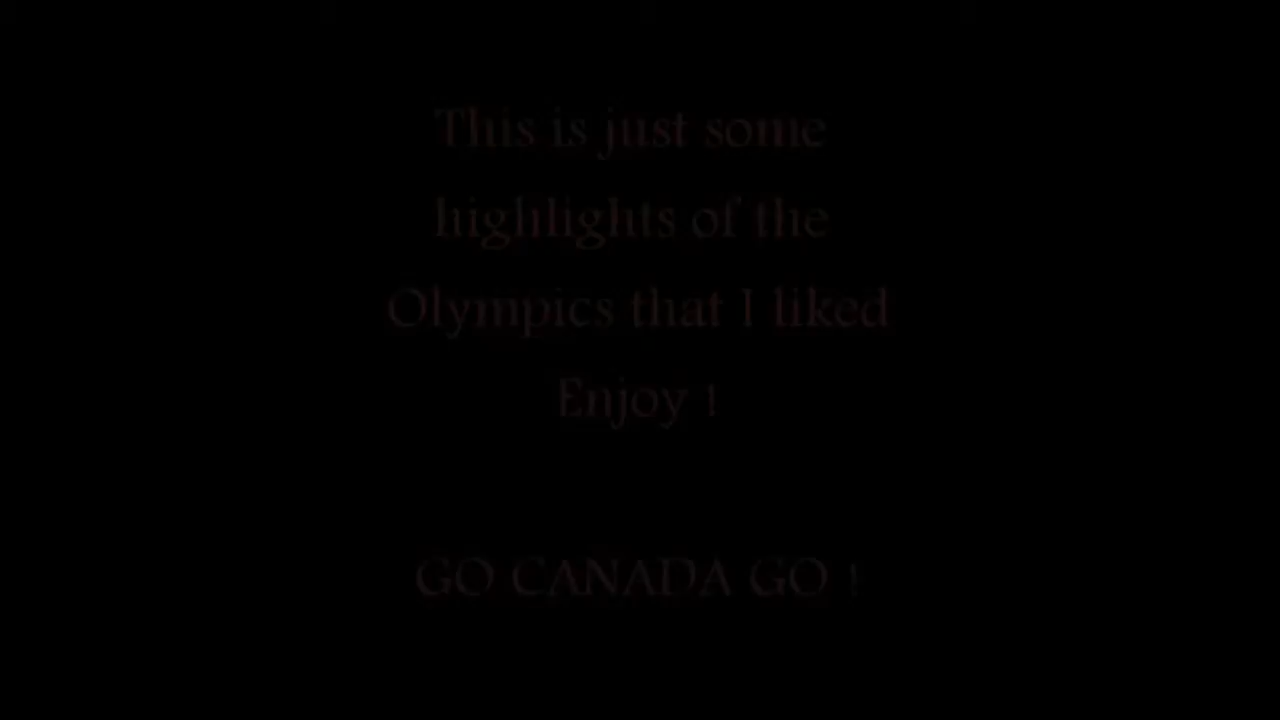 This is just some
highlights of the
Olympics that I liked
Enjoy !
GO CANADA GO !